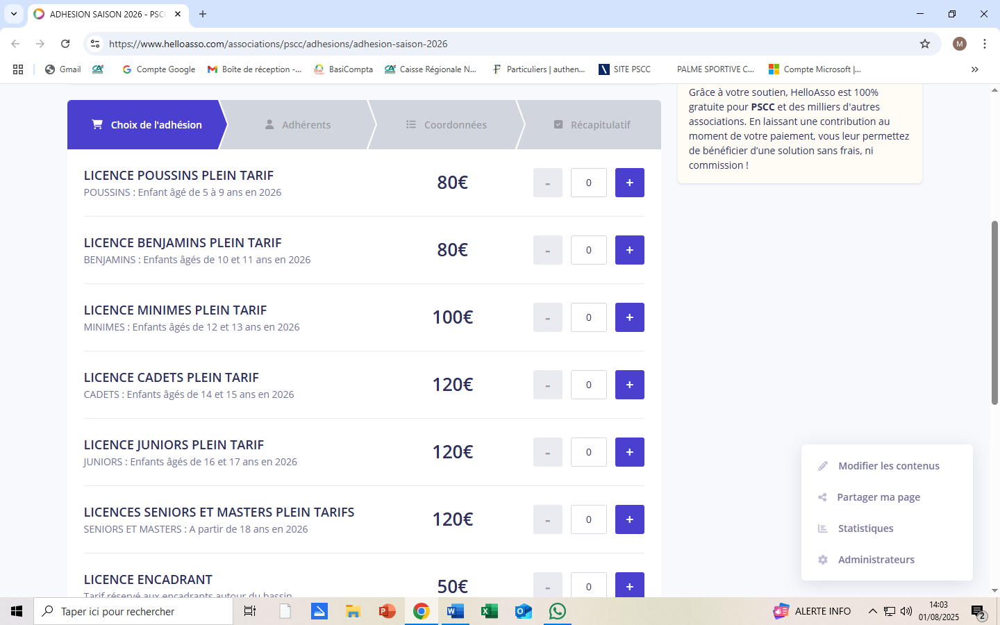 ADHESION SAISON 2026 - PSC
https://www.helloasso.com/associations/pscc/adhesions/adhesion-saison-2026
M
Gmail
Compte Google
Boîte de réception -...
BasiCompta
Caisse Régionale N...
Particuliers | authen...
SITE PSCC
PALME SPORTIVE C...
Compte Microsoft |...
Grâce à votre soutien, HelloAsso est 100%
gratuite pour PSCC et des milliers d'autres
associations. En laissant une contribution au
moment de votre paiement, vous leur permettez
de bénéficier d’une solution sans frais, ni
commission !
Choix de l'adhésion
Adhérents
Coordonnées
Récapitulatif
LICENCE POUSSINS PLEIN TARIF
POUSSINS : Enfant âgé de 5 à 9 ans en 2026
80€
- 0 +
LICENCE BENJAMINS PLEIN TARIF
BENJAMINS : Enfants âgés de 10 et 11 ans en 2026
80€
- 0 +
LICENCE MINIMES PLEIN TARIF
MINIMES : Enfants âgés de 12 et 13 ans en 2026
100€
- 0 +
LICENCE CADETS PLEIN TARIF
CADETS : Enfants âgés de 14 et 15 ans en 2026
120€
- 0 +
LICENCE JUNIORS PLEIN TARIF
JUNIORS : Enfants âgés de 16 et 17 ans en 2026
120€
- 0 +
LICENCES SENIORS ET MASTERS PLEIN TARIFS
SENIORS ET MASTERS : A partir de 18 ans en 2026
120€
- 0 +
LICENCE ENCADRANT
Tarif réservé aux encadrants autour du bassin
50€
- 0 +
Modifier les contenus
Partager ma page
Statistiques
Administrateurs
Taper ici pour rechercher
ALERTE INFO
14:03
01/08/2025
2